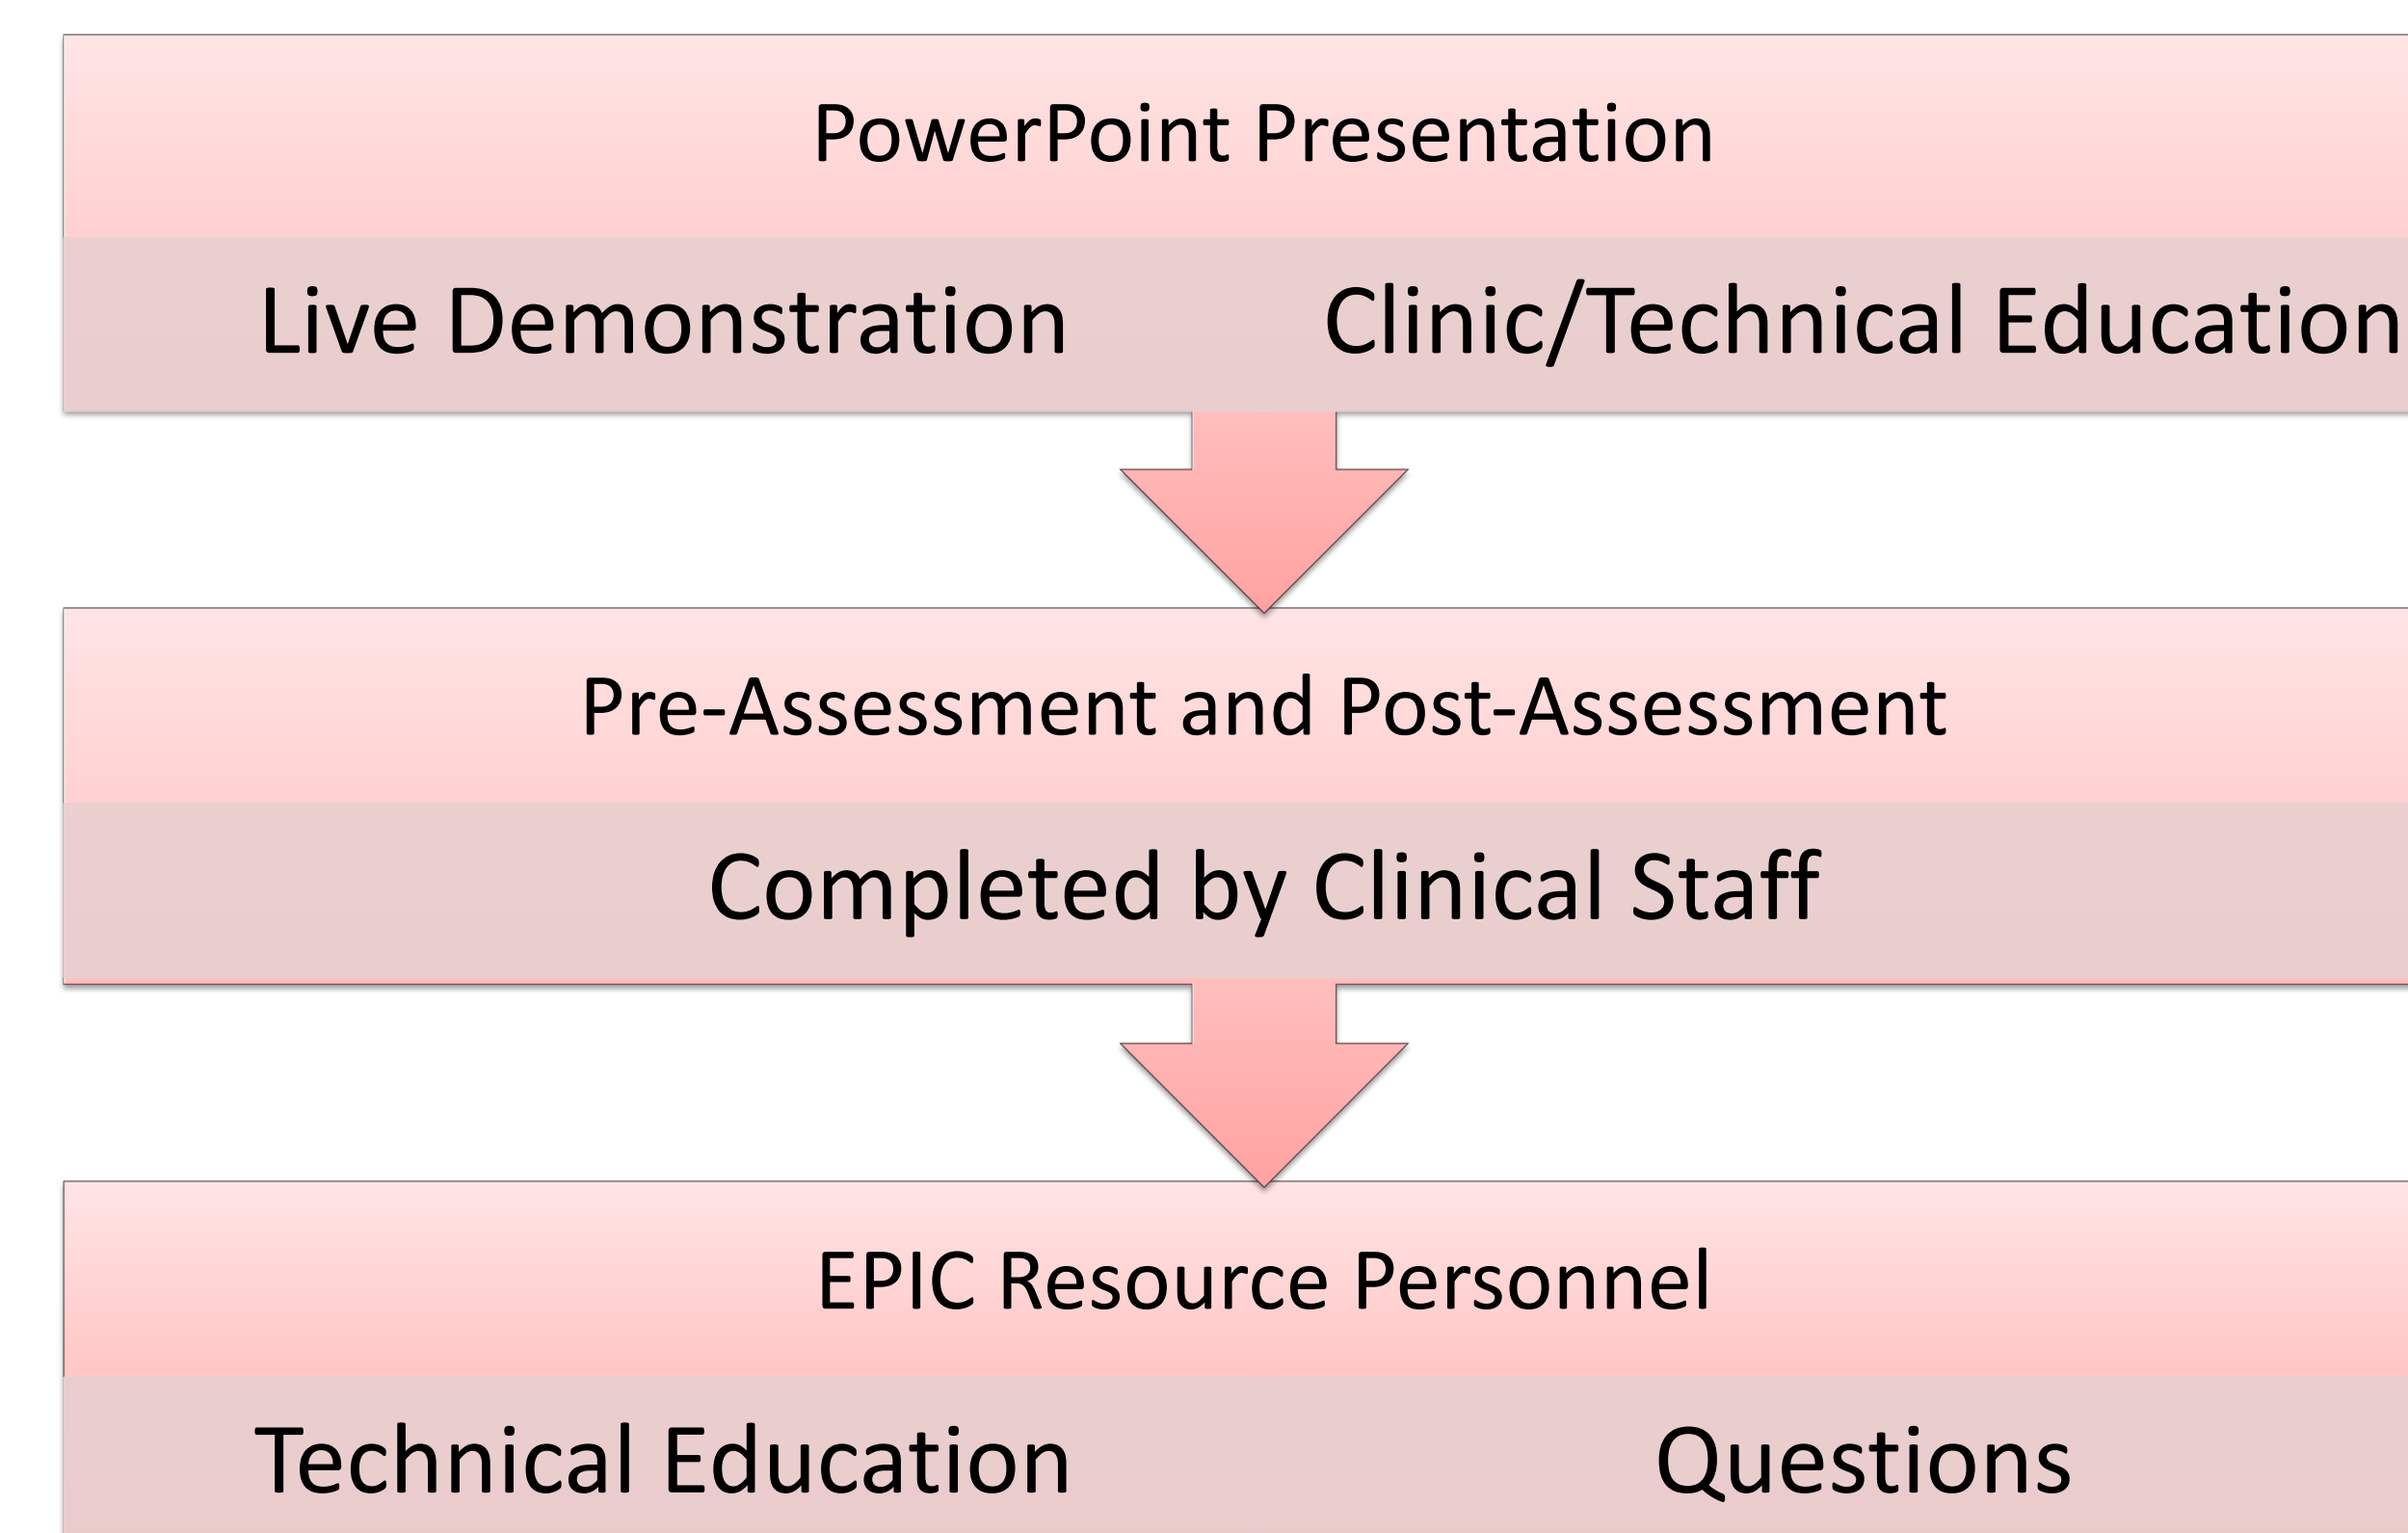 PowerPoint Presentation
Live Demonstration Clinic/Technical Education
Pre-Assessment and Post-Assessment
Completed by Clinical Staff
EPIC Resource Personnel
Technical Education Questions